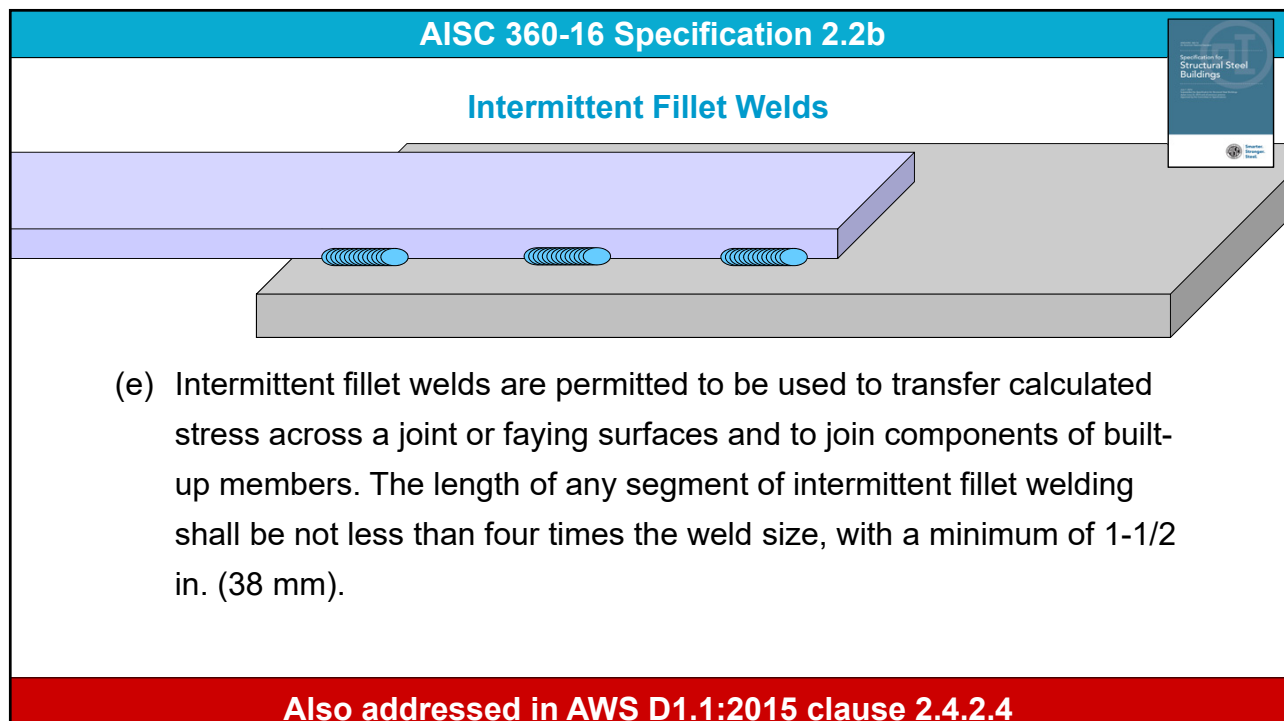 AISC 360-16 Specification 2.2b
Specification for
Structural Steel
Buildings
Smarter.
Stronger.
Steel.
Intermittent Fillet Welds
(e) Intermittent fillet welds are permitted to be used to transfer calculated
stress across a joint or faying surfaces and to join components of built-
up members. The length of any segment of intermittent fillet welding
shall be not less than four times the weld size, with a minimum of 1-1/2
in. (38 mm).
Also addressed in AWS D1.1:2015 clause 2.4.2.4